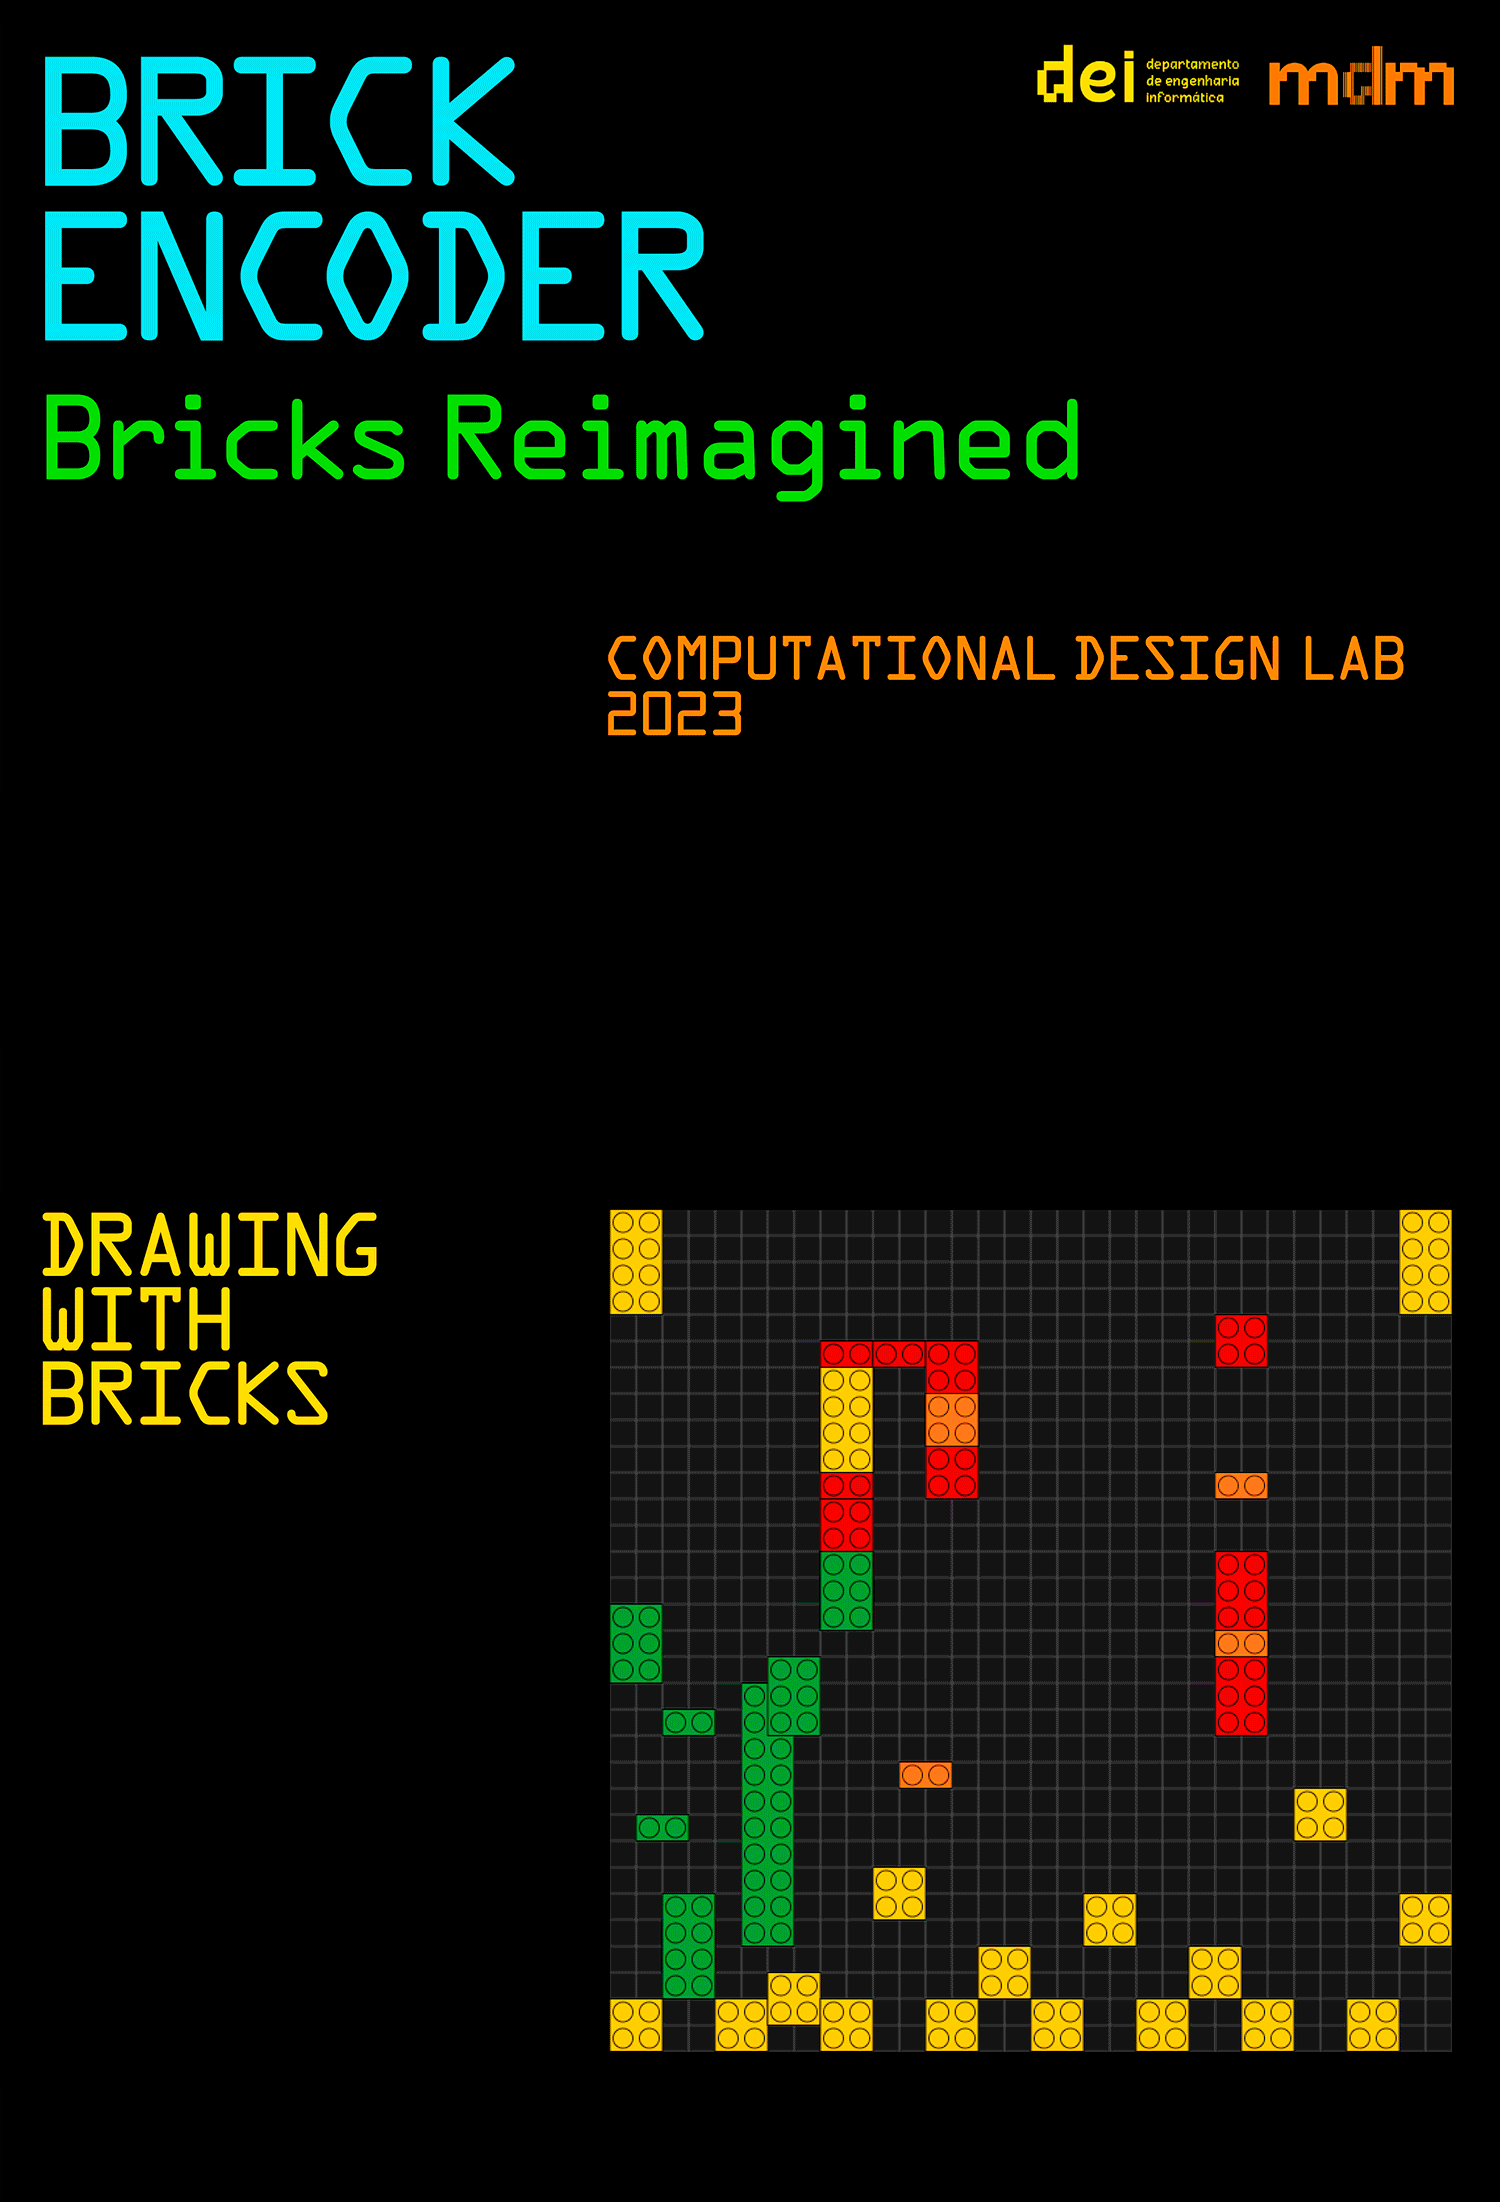 BRICK
ENCODER
dei
departamento
de engenharia
informática
mdm
Bricks Reimagined
COMPUTATIONAL DESIGN LAB
2023
DRAWING
WITH
BRICKS